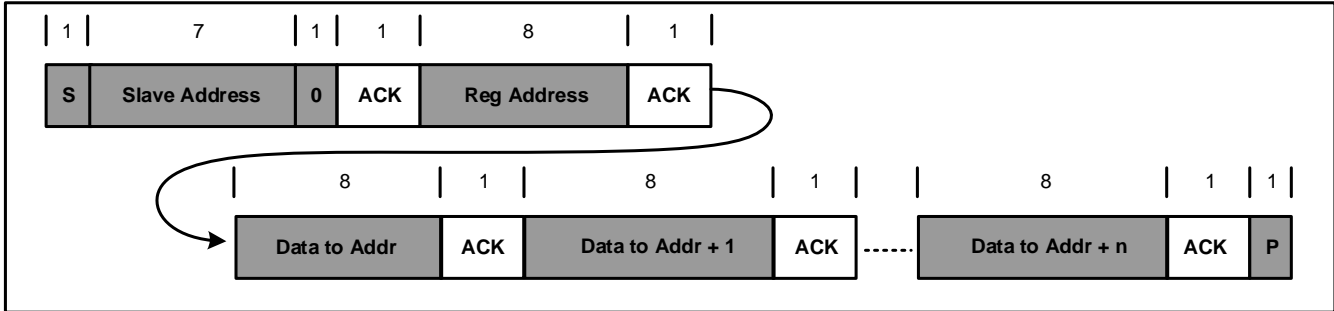 1 7 1 1 8 1
S Slave Address 0 ACK Reg Address ACK
8 1 8 1 8 1 1
Data to Addr ACK Data to Addr + 1 ACK Data to Addr + n ACK P